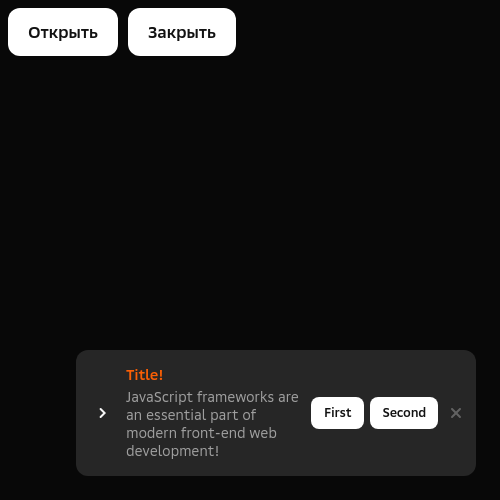 Открыть
Закрыть
Title!
JavaScript frameworks are
an essential part of
modern front-end web
development!
First
Second